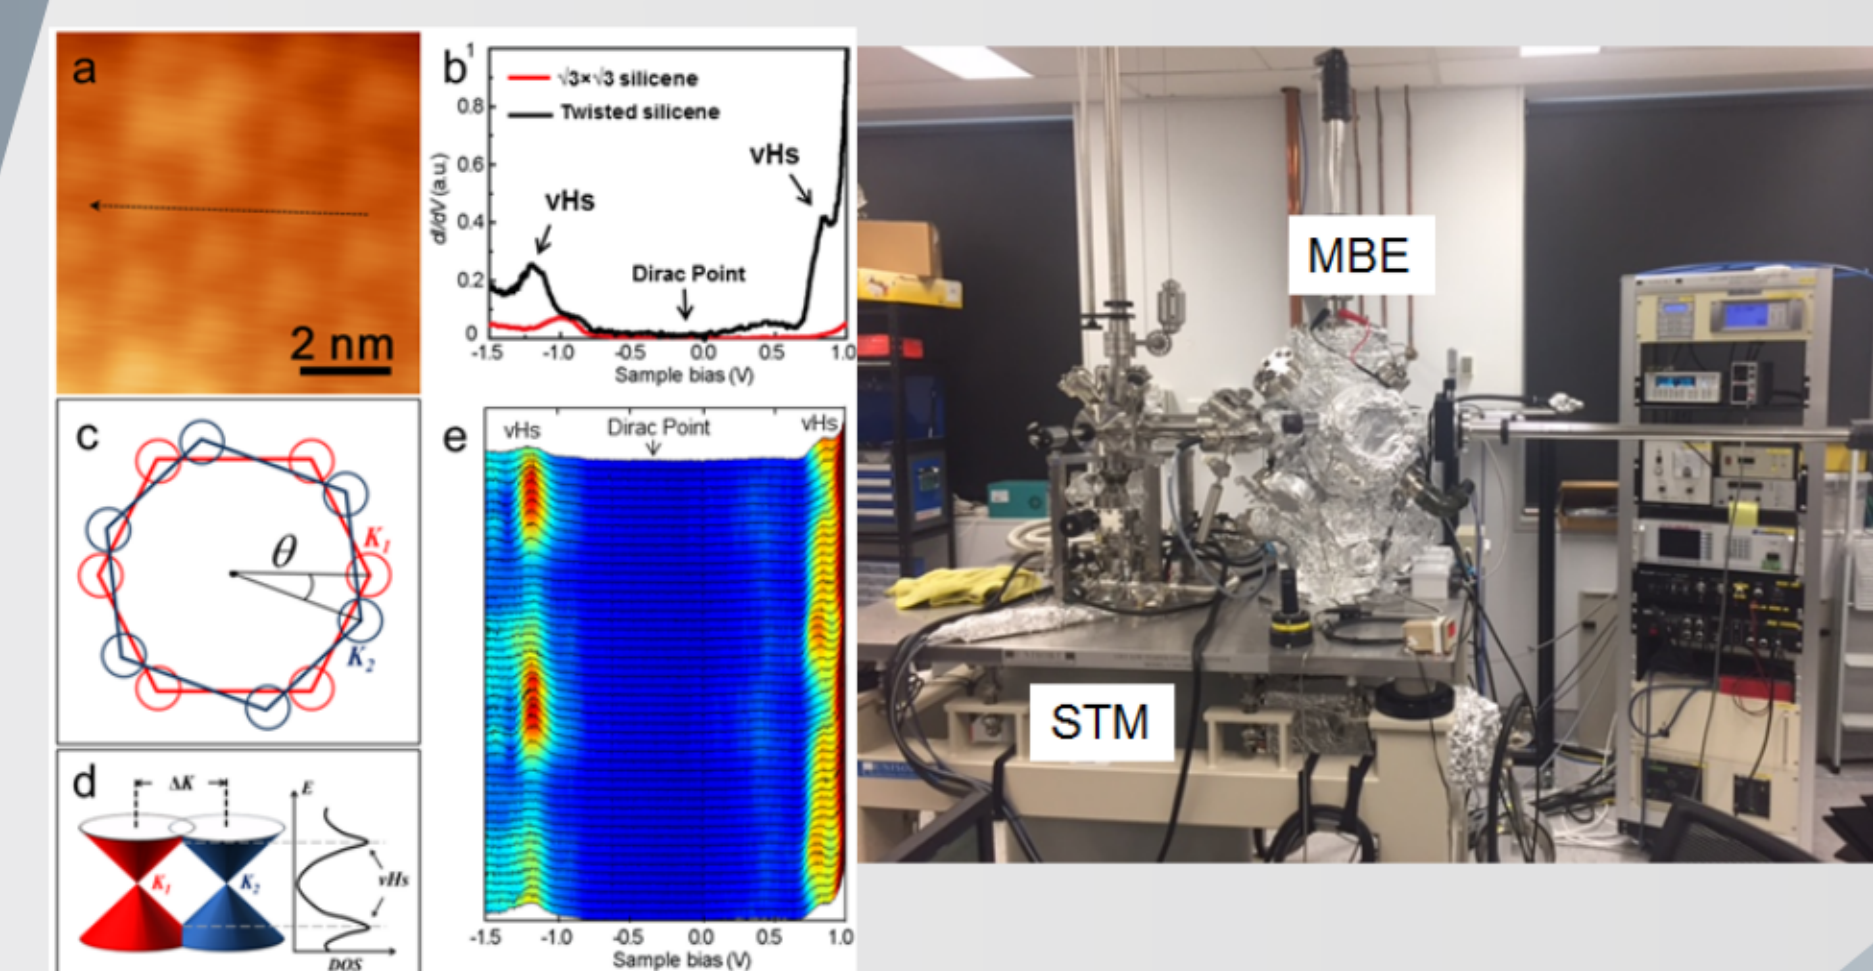 a
2 nm
b
√3×√3 silicene
Twisted silicene
vHs
vHs
Dirac Point
dI/dV (a.u.)
1
0.8
0.6
0.4
0.2
0
-1.5 -1.0 -0.5 0.0 0.5 1.0
Sample bias (V)
c
θ
K1
K2
d
ΔK
E
K1
K2
vHs
DOS
e
vHs
Dirac Point
vHs
-1.5 -1.0 -0.5 0.0 0.5 1.0
Sample bias (V)
MBE
STM